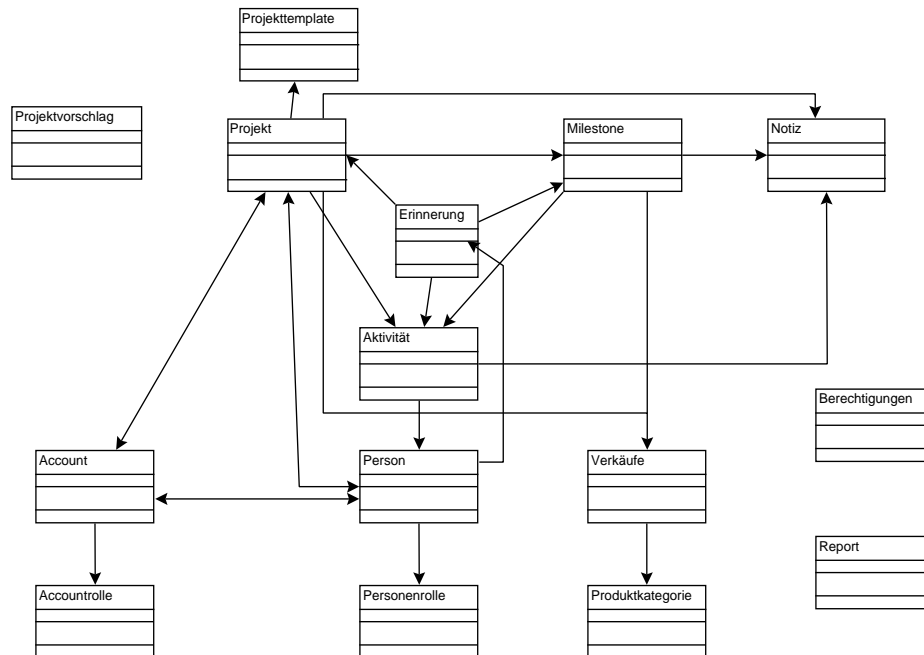 Projekttemplate
Projektvorschlag
Projekt
Milestone
Notiz
Erinnerung
Aktivität
Berechtigungen
Account
Person
Verkäufe
Report
Accountrolle
Personenrolle
Produktkategorie